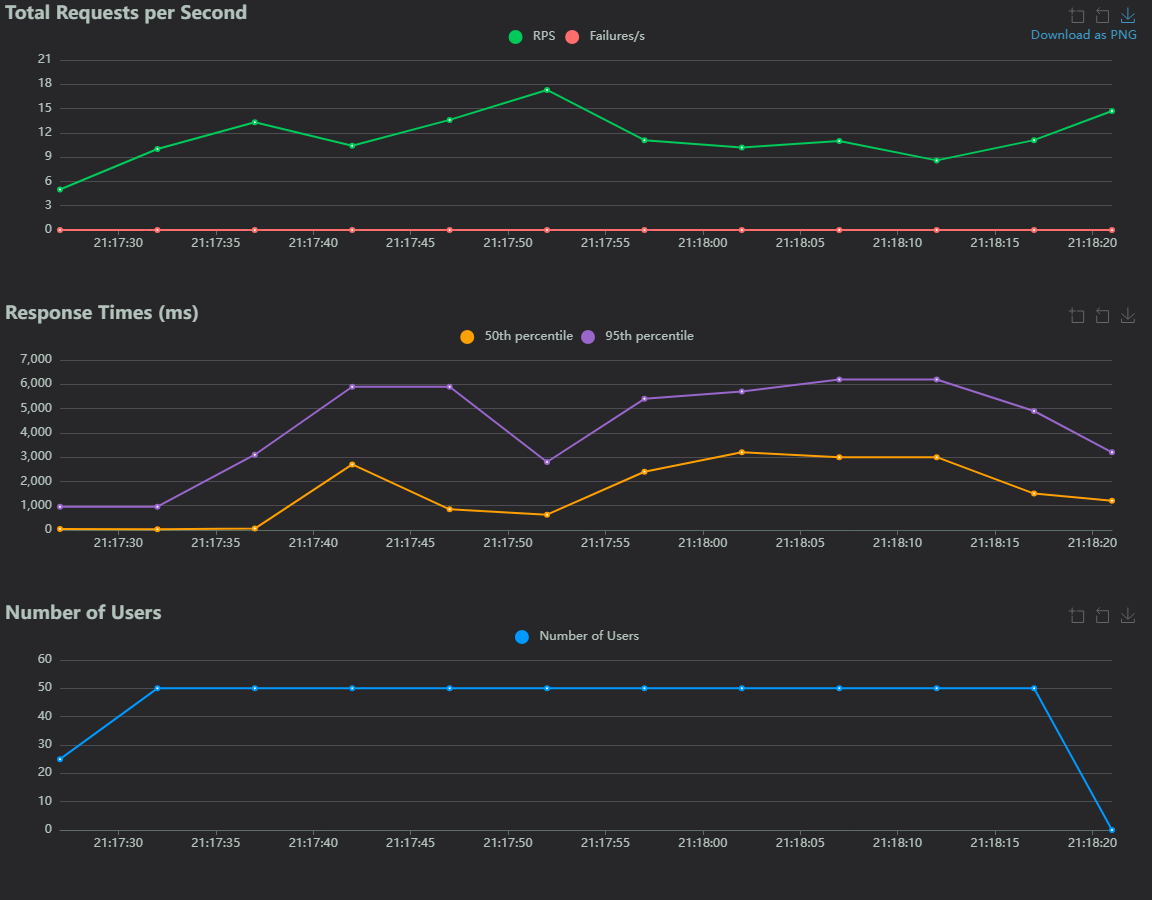 Total Requests per Second
Download as PNG
RPS Failures/s
21
18
15
12
9
6
3
0
21:17:30 21:17:35 21:17:40 21:17:45 21:17:50 21:17:55 21:18:00 21:18:05 21:18:10 21:18:15 21:18:20
Response Times (ms)
50th percentile 95th percentile
7,000
6,000
5,000
4,000
3,000
2,000
1,000
0
21:17:30 21:17:35 21:17:40 21:17:45 21:17:50 21:17:55 21:18:00 21:18:05 21:18:10 21:18:15 21:18:20
Number of Users
Number of Users
60
50
40
30
20
10
0
21:17:30 21:17:35 21:17:40 21:17:45 21:17:50 21:17:55 21:18:00 21:18:05 21:18:10 21:18:15 21:18:20